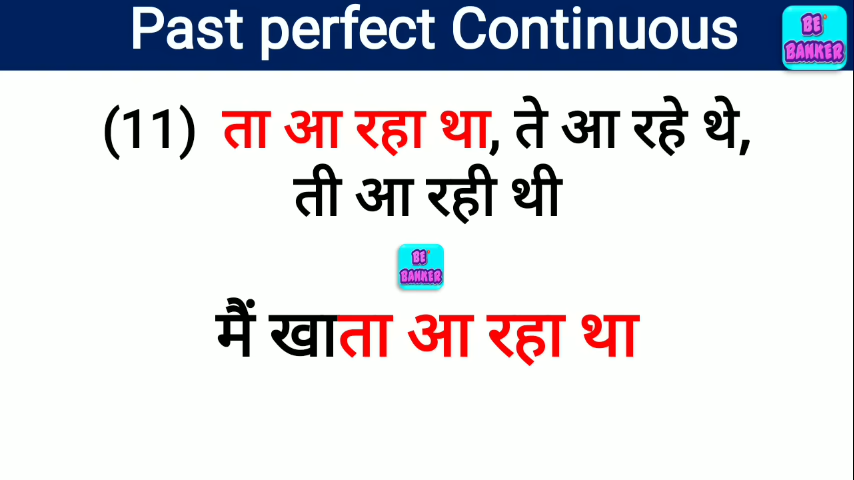 Past perfect Continuous
BE BANKER
(11) ता आ रहा था, ते आ रहे थे,
ती आ रही थी
BE BANKER
मैं खाता आ रहा था